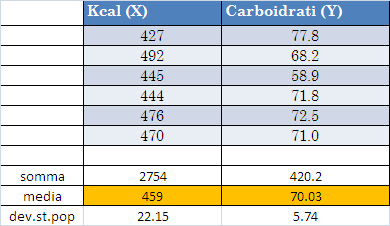 Kcal (X) Carboidrati (Y)
427 77.8
492 68.2
445 58.9
444 71.8
476 72.5
470 71.0
somma 2754 420.2
media 459 70.03
dev.st.pop 22.15 5.74